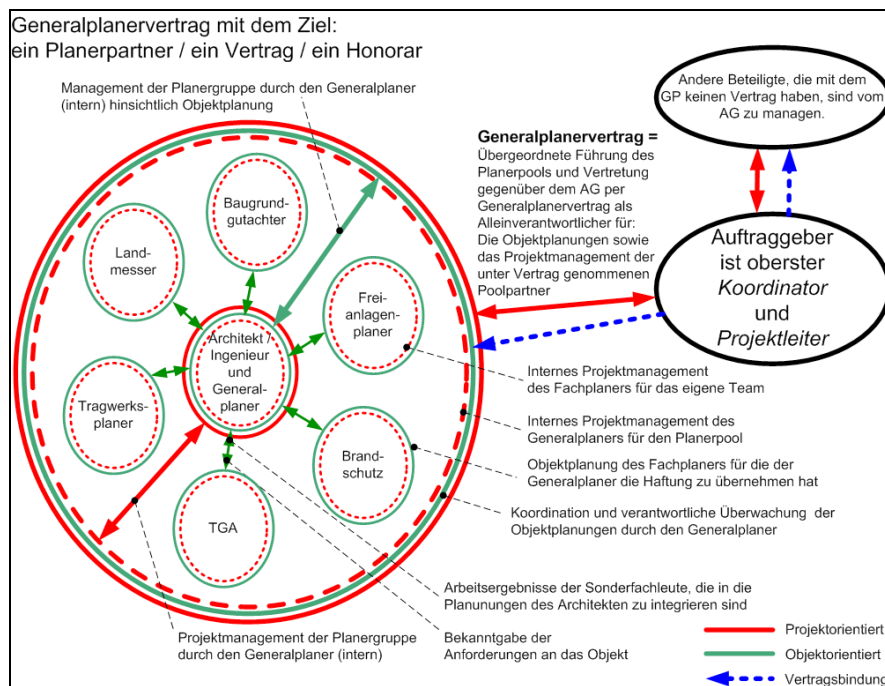 Generalplanervertrag mit dem Ziel:
ein Planerpartner / ein Vertrag / ein Honorar
Management der Planergruppe durch den Generalplaner
(intern) hinsichtlich Objektplanung
Andere Beteiligte, die mit dem
GP keinen Vertrag haben, sind vom
AG zu managen.
Generalplanervertrag =
Übergeordnete Führung des
Planerpools und Vertretung
gegenüber dem AG per
Generalplanervertrag als
Alleinverantwortlicher für:
Die Objektplanungen sowie
das Projektmanagement der
unter Vertrag genommenen
Poolpartner
Auftraggeber
ist oberster
Koordinator
und
Projektleiter
Baugrund-
gutachter
Land-
messer
Frei-
anlagen-
planer
Architekt /
Ingenieur
und
General-
planer
Tragwerks-
planer
Brand-
schutz
TGA
Internes Projektmanagement
des Fachplaners für das eigene Team
Internes Projektmanagement des
Generalplaners für den Planerpool
Objektplanung des Fachplaners für die der
Generalplaner die Haftung zu übernehmen hat
Koordination und verantwortliche Überwachung der
Objektplanungen durch den Generalplaner
Arbeitsergebnisse der Sonderfachleute, die in die
Planunungen des Architekten zu integrieren sind
Projektmanagement der Planergruppe
durch den Generalplaner (intern)
Bekanntgabe der
Anforderungen an das Objekt
Projektorientiert
Objektorientiert
Vertragsbindung